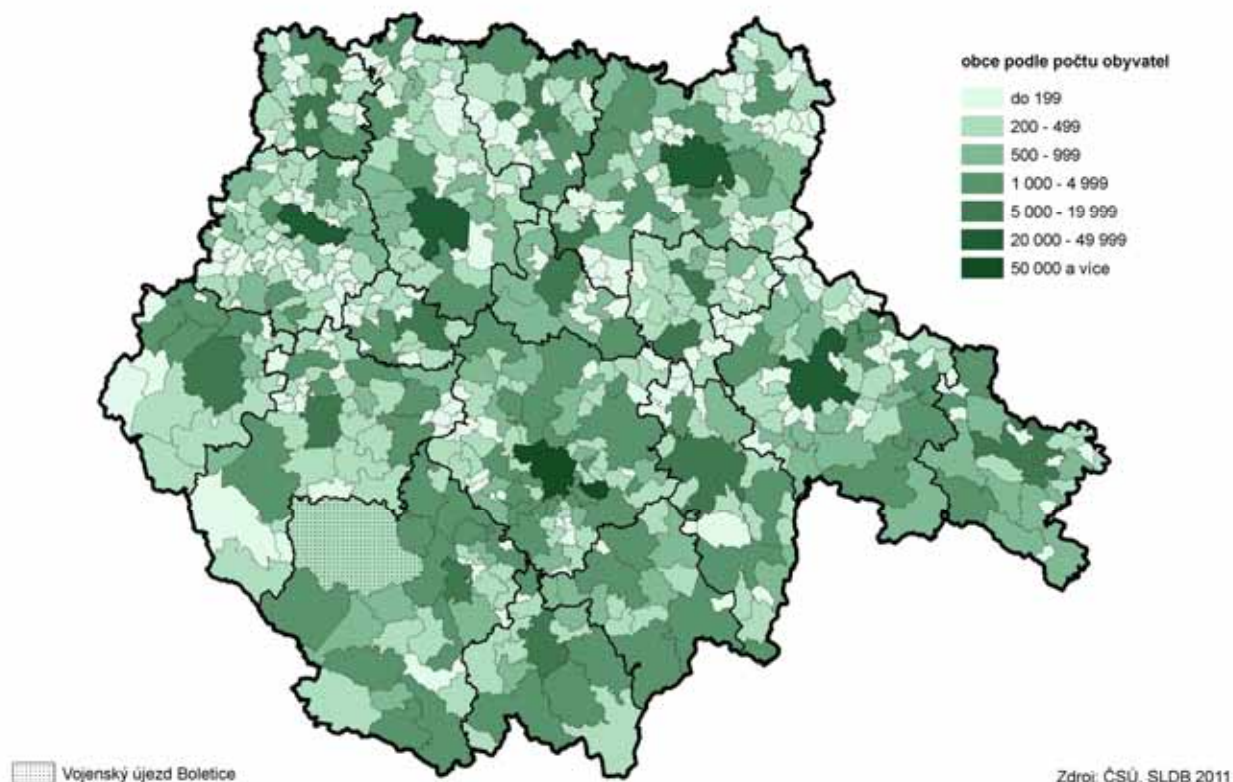 obce podle počtu obyvatel
do 199
200 - 499
500 - 999
1 000 - 4 999
5 000 - 19 999
20 000 - 49 999
50 000 a více
Vojenský újezd Boletice
Zdroj: ČSÚ, SLDB 2011